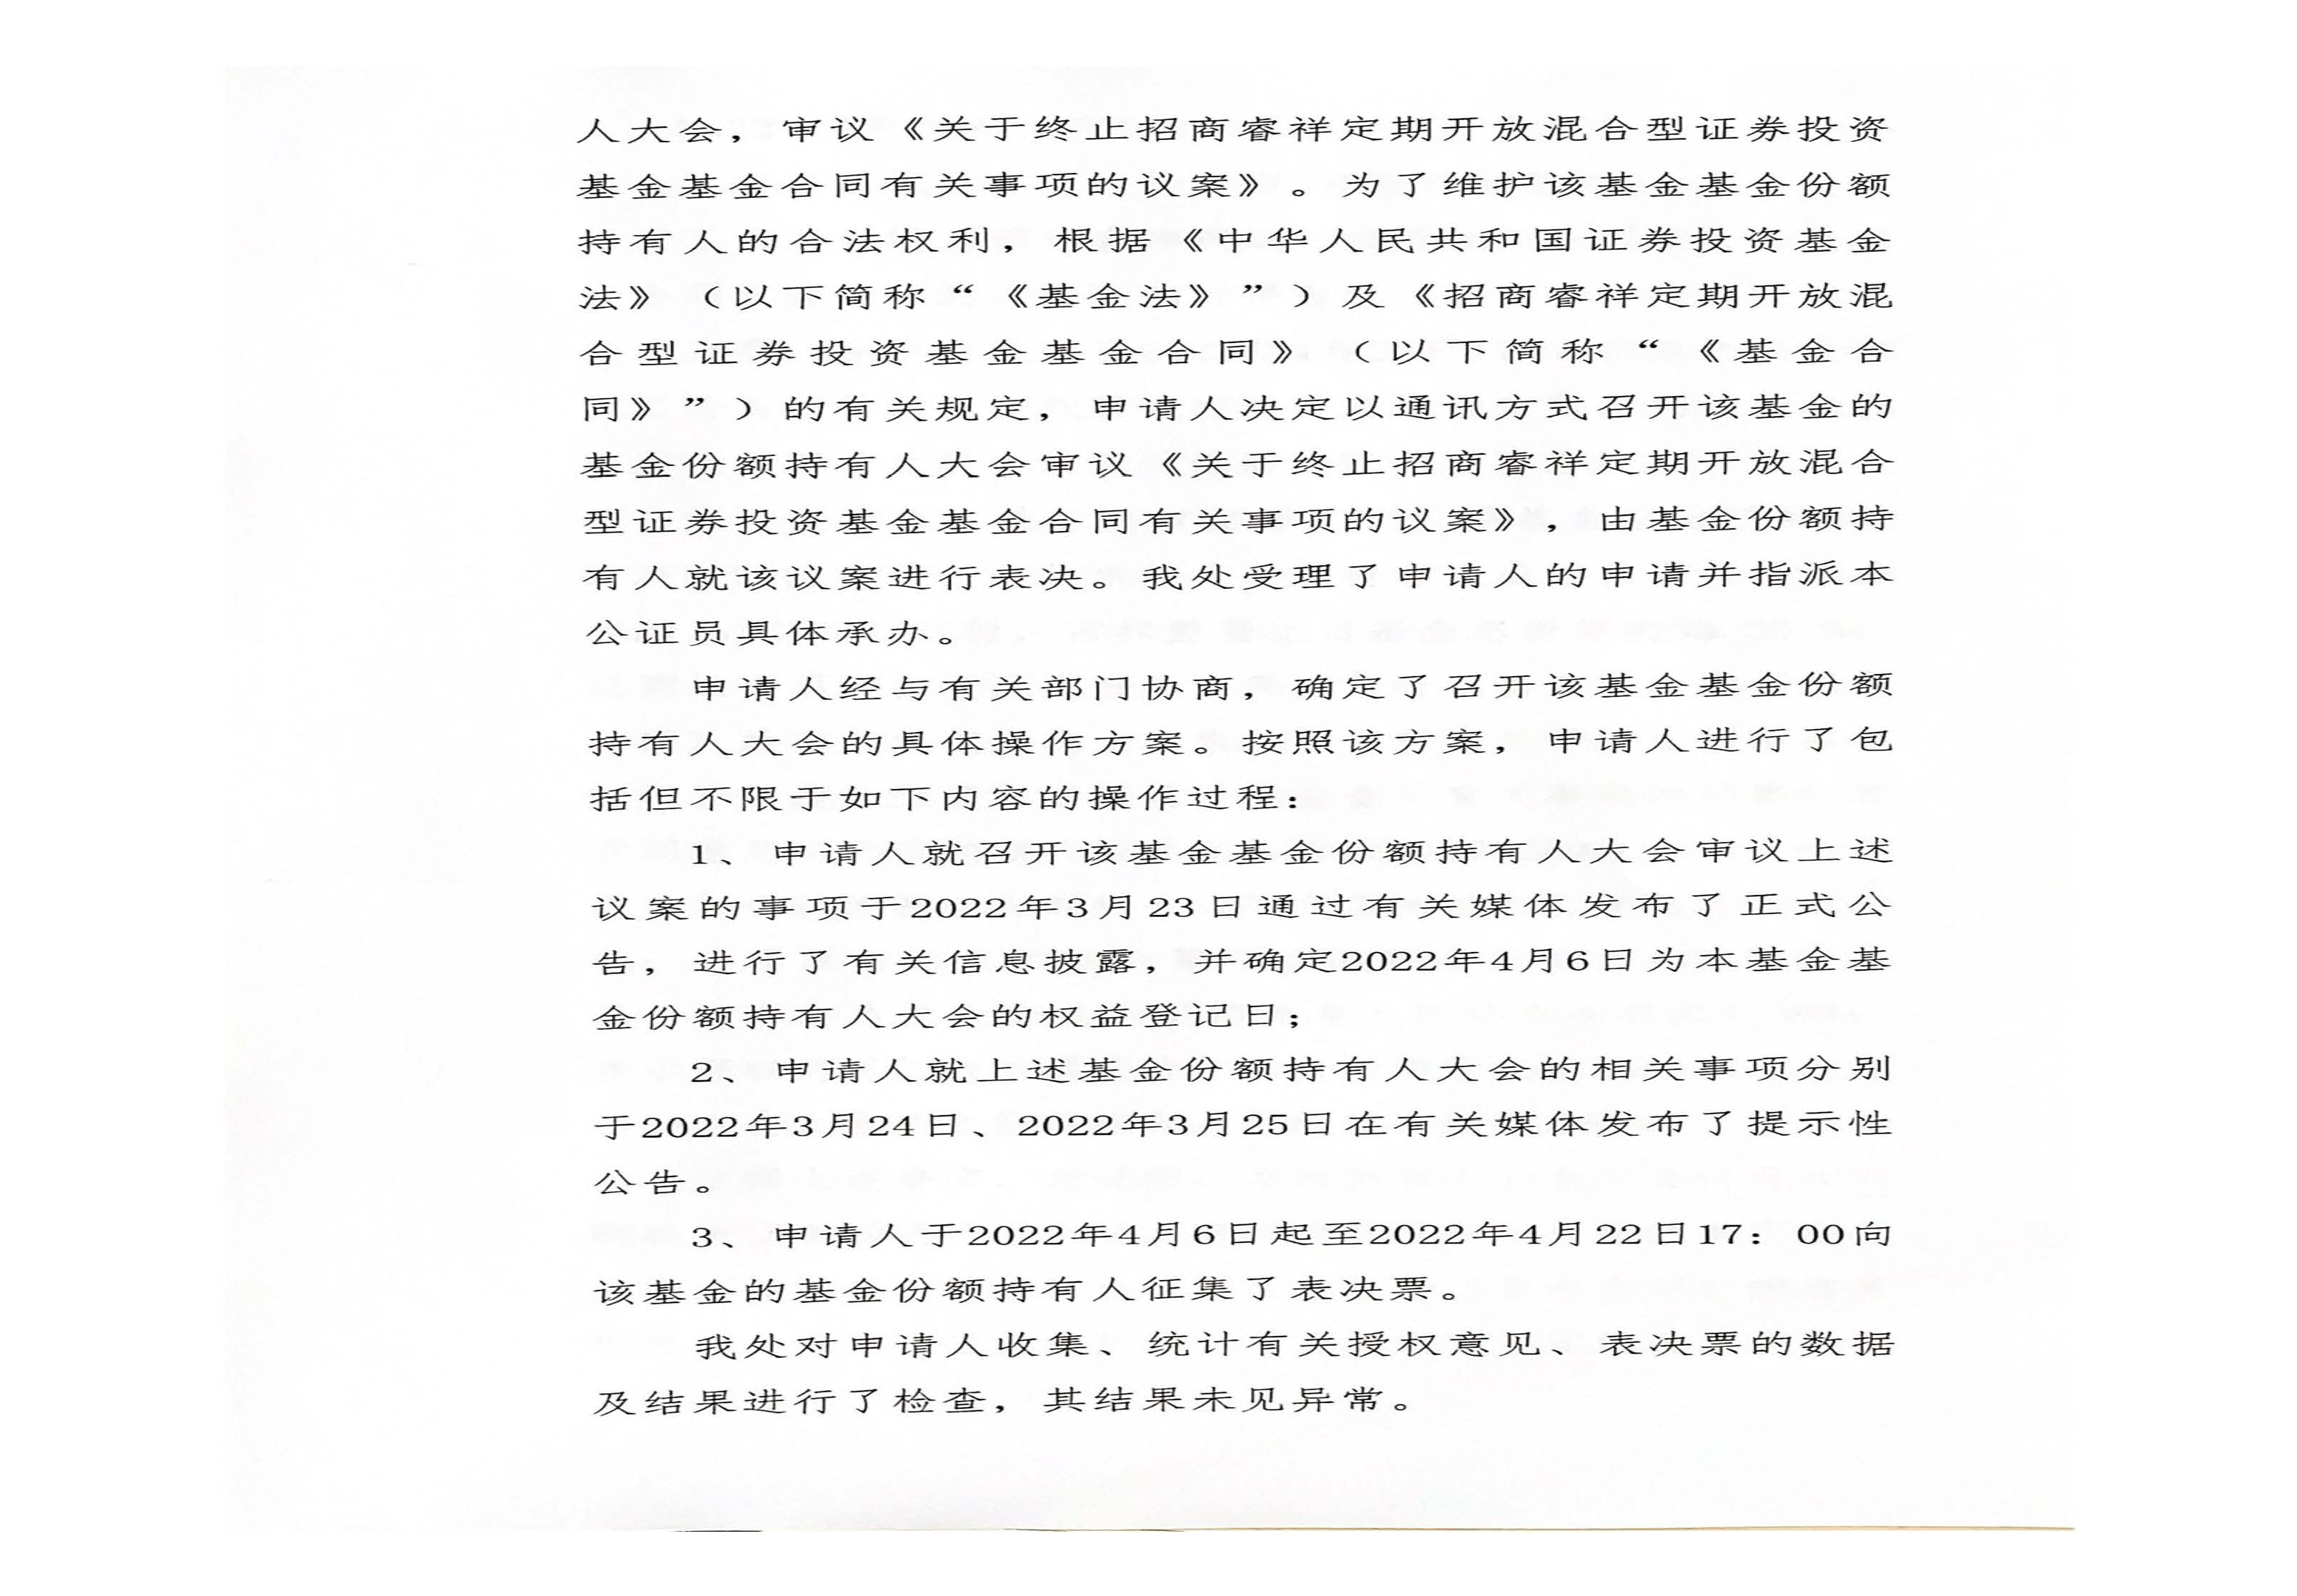 人大会，审议《关于终止招商睿祥定期开放混合型证券投资
基金基金合同有关事项的议案》。为了维护该基金基金份额
持有人的合法权利，根据《中华人民共和国证券投资基金
法》（以下简称“《基金法》”）及《招商睿祥定期开放混
合型证券投资基金基金合同》（以下简称“《基金合
同》”）的有关规定，申请人决定以通讯方式召开该基金的
基金份额持有人大会审议《关于终止招商睿祥定期开放混合
型证券投资基金基金合同有关事项的议案》，由基金份额持
有人就该议案进行表决。我处受理了申请人的申请并指派本
公证员具体承办。
申请人经与有关部门协商，确定了召开该基金基金份额
持有人大会的具体操作方案。按照该方案，申请人进行了包
括但不限于如下内容的操作过程：
1、申请人就召开该基金基金份额持有人大会审议上述
议案的事项于2022年3月23日通过有关媒体发布了正式公
告，进行了有关信息披露，并确定2022年4月6日为本基金基
金份额持有人大会的权益登记日；
2、申请人就上述基金份额持有人大会的相关事项分别
于2022年3月24日、2022年3月25日在有关媒体发布了提示性
公告。
3、申请人于2022年4月6日起至2022年4月22日17：00向
该基金的基金份额持有人征集了表决票。
我处对申请人收集、统计有关授权意见、表决票的数据
及结果进行了检查，其结果未见异常。